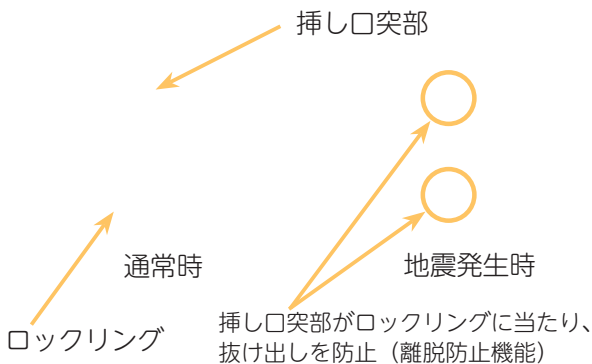 挿し口突部
通常時
地震発生時
ロックリング
挿し口突部がロックリングに当たり、
抜け出しを防止（離脱防止機能）